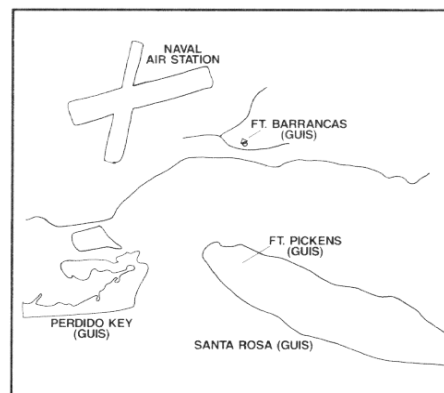 NAVAL
AIR STATION
FT. BARRANCAS
(GUIS)
FT. PICKENS
(GUIS)
PERDIDO KEY
(GUIS)
SANTA ROSA (GUIS)